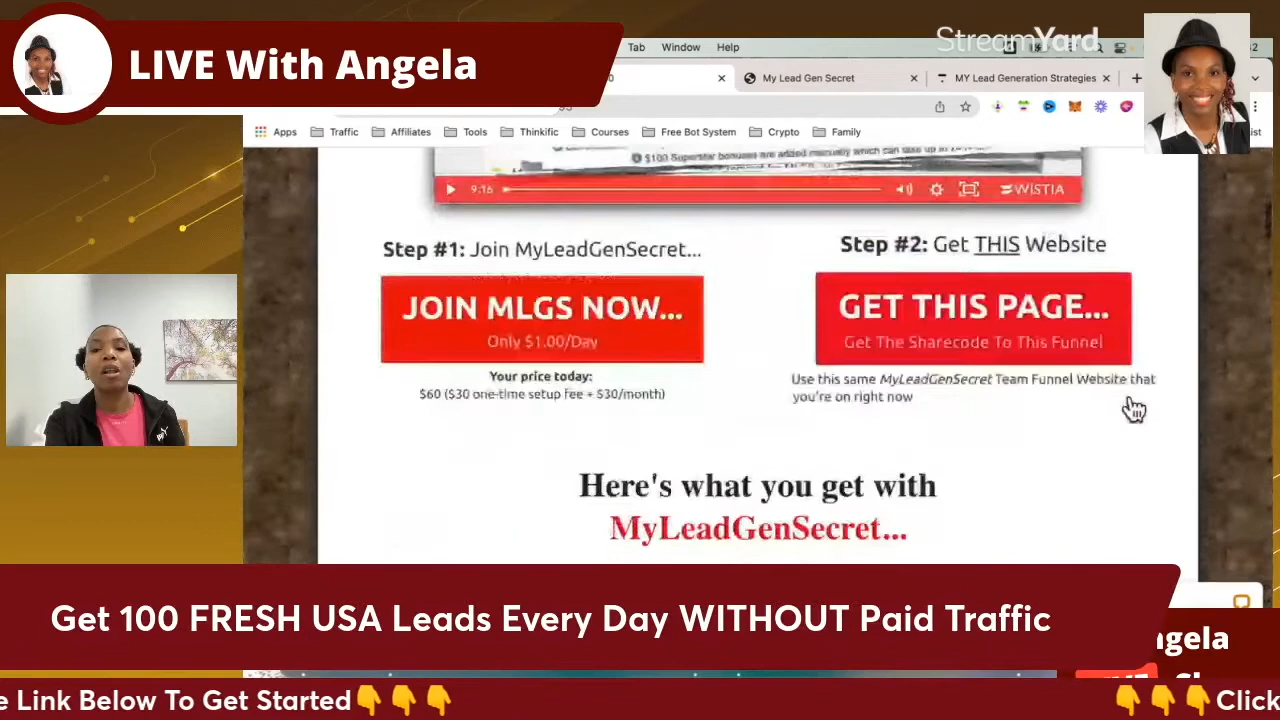 LIVE With Angela
Tab Window Help
StreamYard
My Lead Gen Secret
MY Lead Generation Strategies
Apps Traffic Affiliates Tools Thinkific Courses Free Bot System Crypto Family
9:16
WISTIA
Step #1: Join MyLeadGenSecret...
JOIN MLGS NOW...
Only $1.00/Day
Your price today:
$60 ($30 one-time setup fee + $30/month)
Step #2: Get THIS Website
GET THIS PAGE...
Get The Sharecode To This Funnel
Use this same MyLeadGenSecret Team Funnel Website that
you're on right now
Here's what you get with
MyLeadGenSecret...
Get 100 FRESH USA Leads Every Day WITHOUT Paid Traffic
e Link Below To Get Started👇👇👇
👇👇👇Click